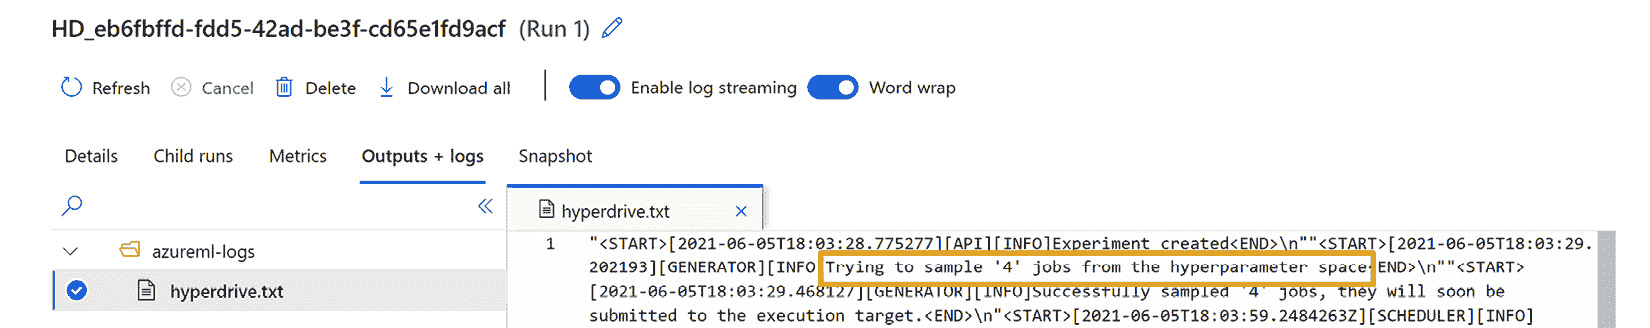 HD_eb6fbffd-fdd5-42ad-be3f-cd65e1fd9acf (Run 1)
Refresh Cancel Delete Download all Enable log streaming Word wrap
Details Child runs Metrics Outputs + logs Snapshot
hyperdrive.txt
azureml-logs
hyperdrive.txt
1 "<START>[2021-06-05T18:03:28.775277][API][INFO]Experiment created<END>\n""<START>[2021-06-05T18:03:29.
202193][GENERATOR][INFO]Trying to sample '4' jobs from the hyperparameter space<END>\n""<START>
[2021-06-05T18:03:29.468127][GENERATOR][INFO]Successfully sampled '4' jobs, they will soon be
submitted to the execution target.<END>\n"<START>[2021-06-05T18:03:59.2484263Z][SCHEDULER][INFO]